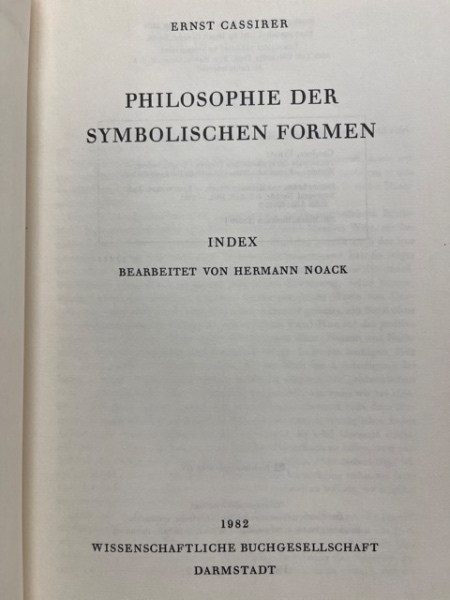 ERNST CASSIRER
PHILOSOPHIE DER
SYMBOLISCHEN FORMEN
INDEX
BEARBEITET VON HERMANN NOACK
1982
WISSENSCHAFTLICHE BUCHGESELLSCHAFT
DARMSTADT